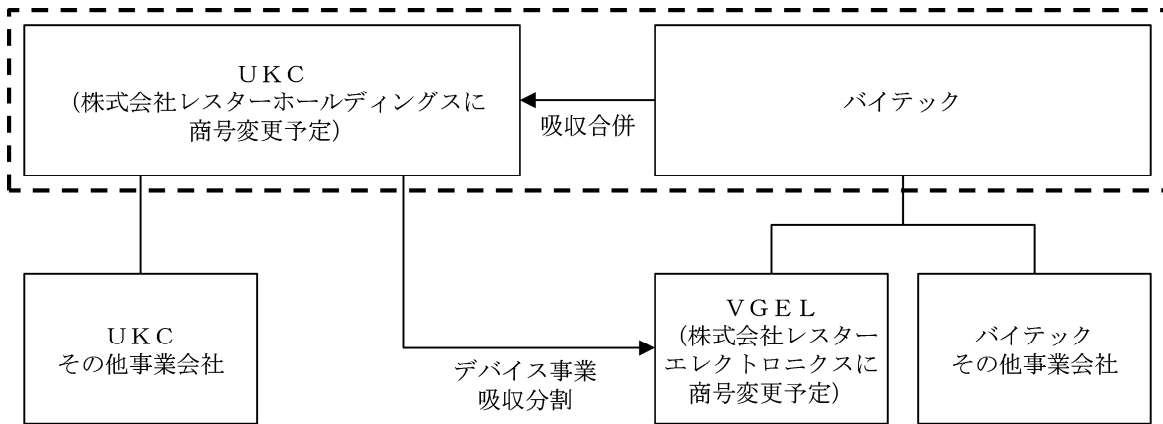 ＵＫＣ
（株式会社レスターホールディングスに
商号変更予定）
吸収合併
バイテック
ＵＫＣ
その他事業会社
デバイス事業
吸収分割
ＶＧＥＬ
（株式会社レスター
エレクトロニクスに
商号変更予定）
バイテック
その他事業会社